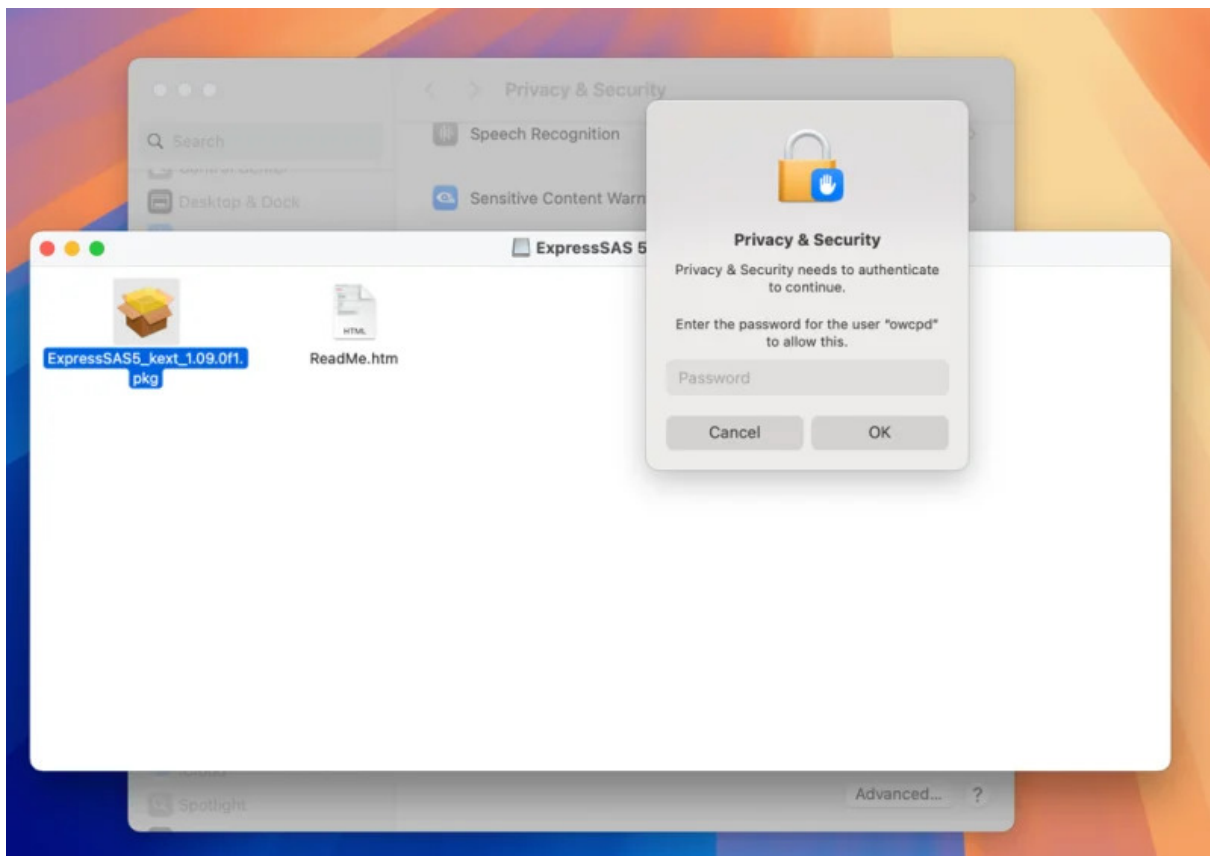 Privacy & Security
Search
Speech Recognition
Desktop & Dock
Sensitive Content Warn
ExpressSAS 5
ExpressSAS5_kext_1.09.0f1.
pkg
HTML
ReadMe.htm
Privacy & Security
Privacy & Security needs to authenticate
to continue.
Enter the password for the user “owcpd”
to allow this.
Password
Cancel
OK
Spotlight
Advanced...
?